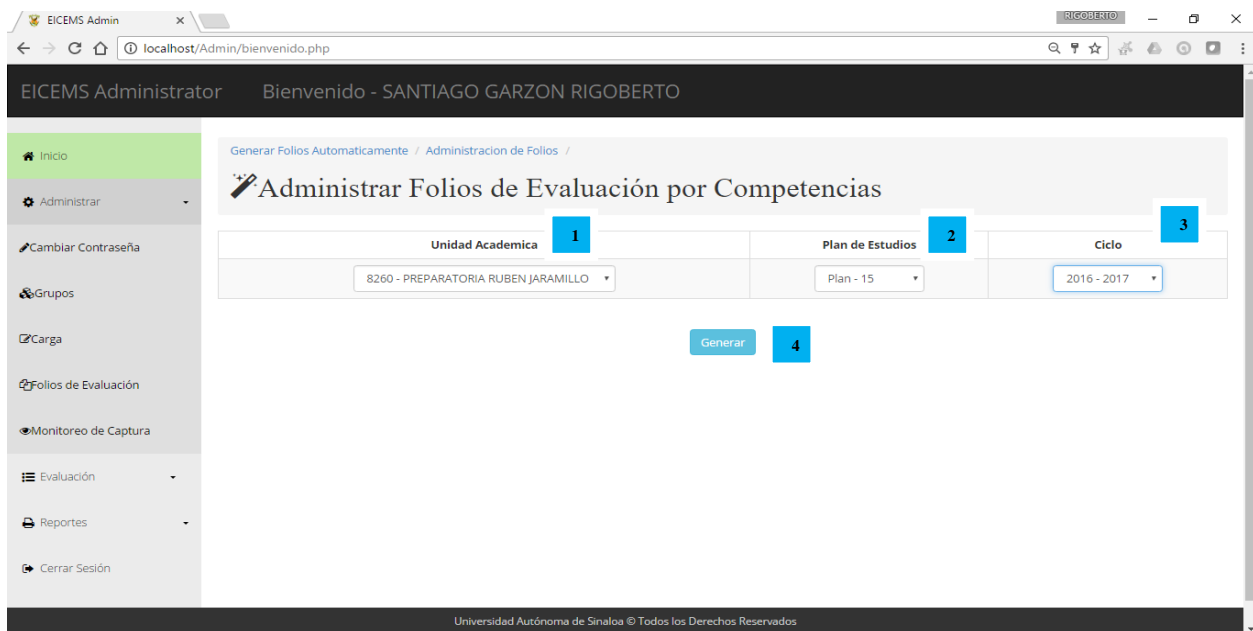 EICEMS Admin
RIGOBERTO
localhost/Admin/bienvenido.php
EICEMS Administrator Bienvenido - SANTIAGO GARZON RIGOBERTO
Inicio
Administrar
Cambiar Contraseña
Grupos
Carga
Folios de Evaluación
Monitoreo de Captura
Evaluación
Reportes
Cerrar Sesión
Generar Folios Automaticamente / Administracion de Folios /
Administrar Folios de Evaluación por Competencias
Unidad Academica 1 Plan de Estudios 2 Ciclo 3
8260 - PREPARATORIA RUBEN JARAMILLO Plan - 15 2016 - 2017
Generar 4
Universidad Autónoma de Sinaloa © Todos los Derechos Reservados